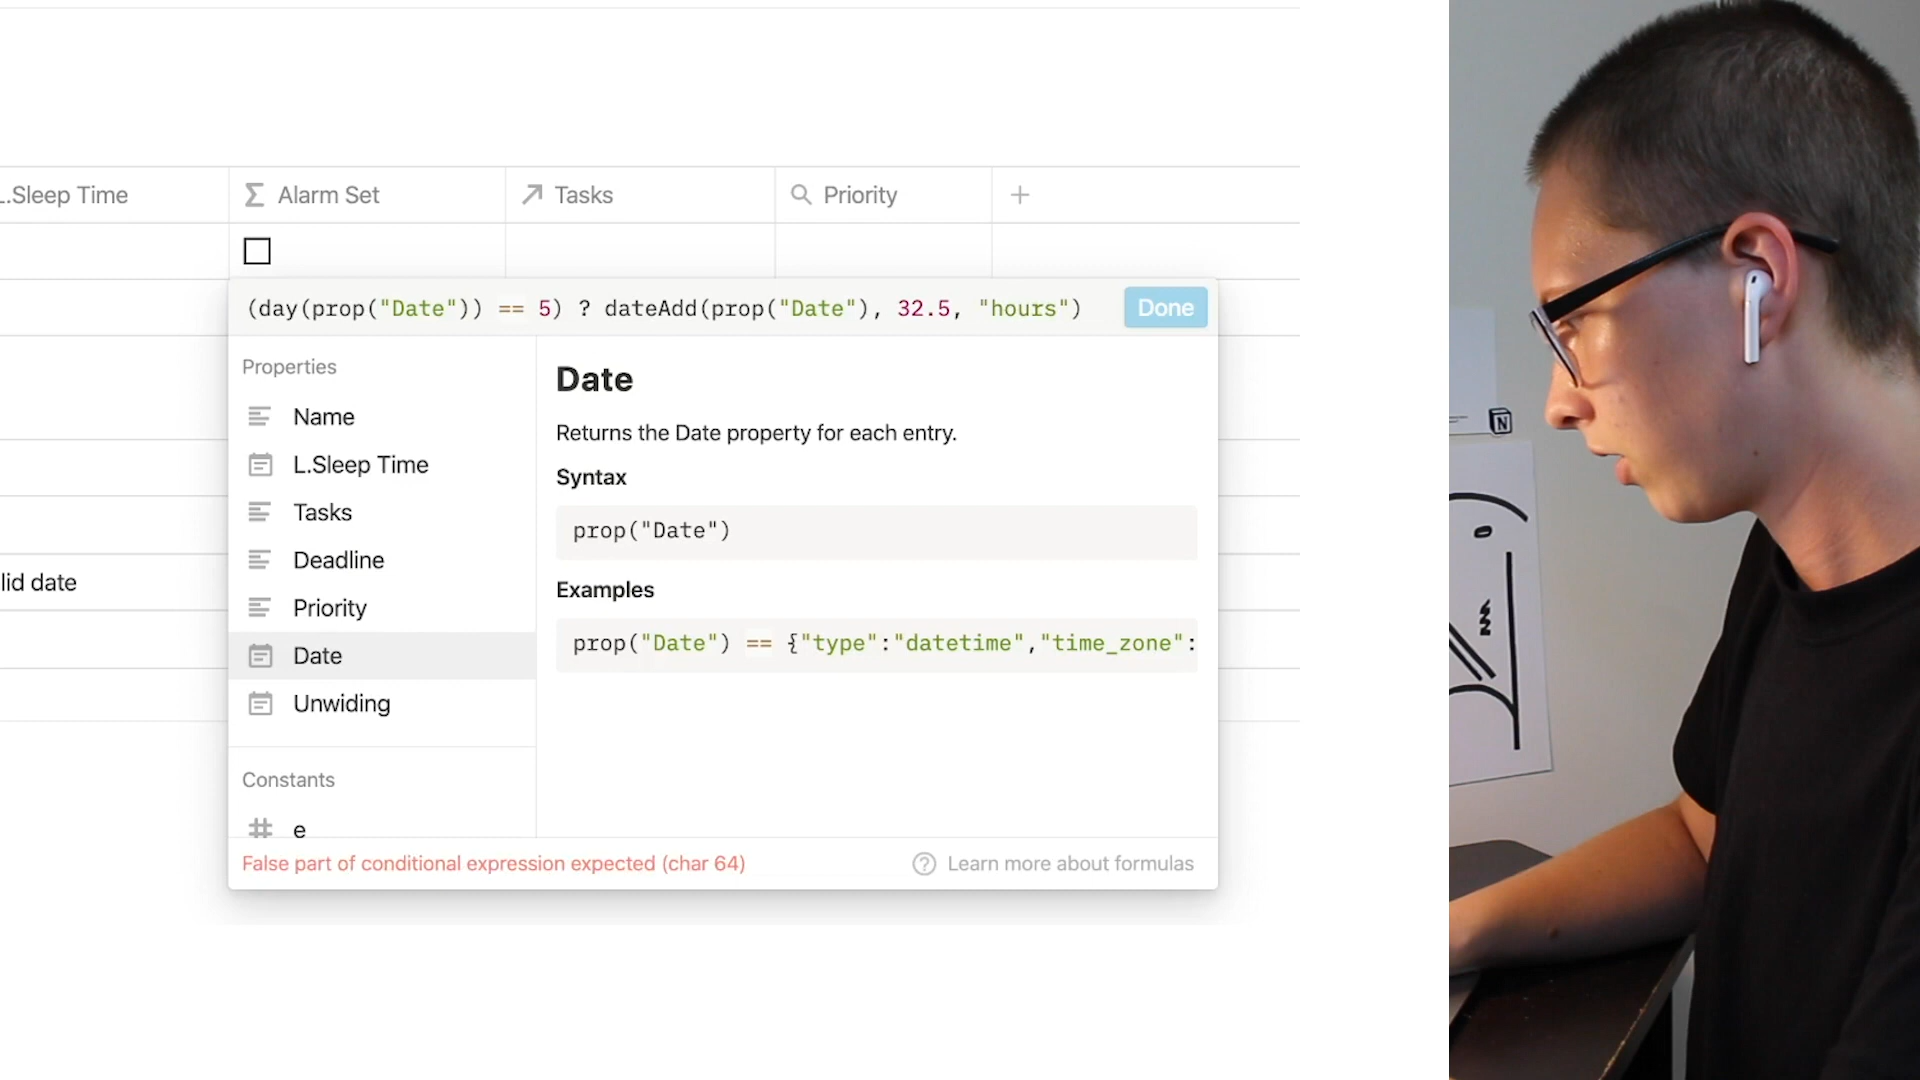 L.Sleep Time
Alarm Set
Tasks
Priority
(day(prop("Date")) == 5) ? dateAdd(prop("Date"), 32.5, "hours")
Done
Properties
Name
L.Sleep Time
Tasks
Deadline
Priority
Date
Unwiding
Constants
e
Date
Returns the Date property for each entry.
Syntax
prop("Date")
Examples
prop("Date") == {"type":"datetime","time_zone":
lid date
False part of conditional expression expected (char 64)
Learn more about formulas
N